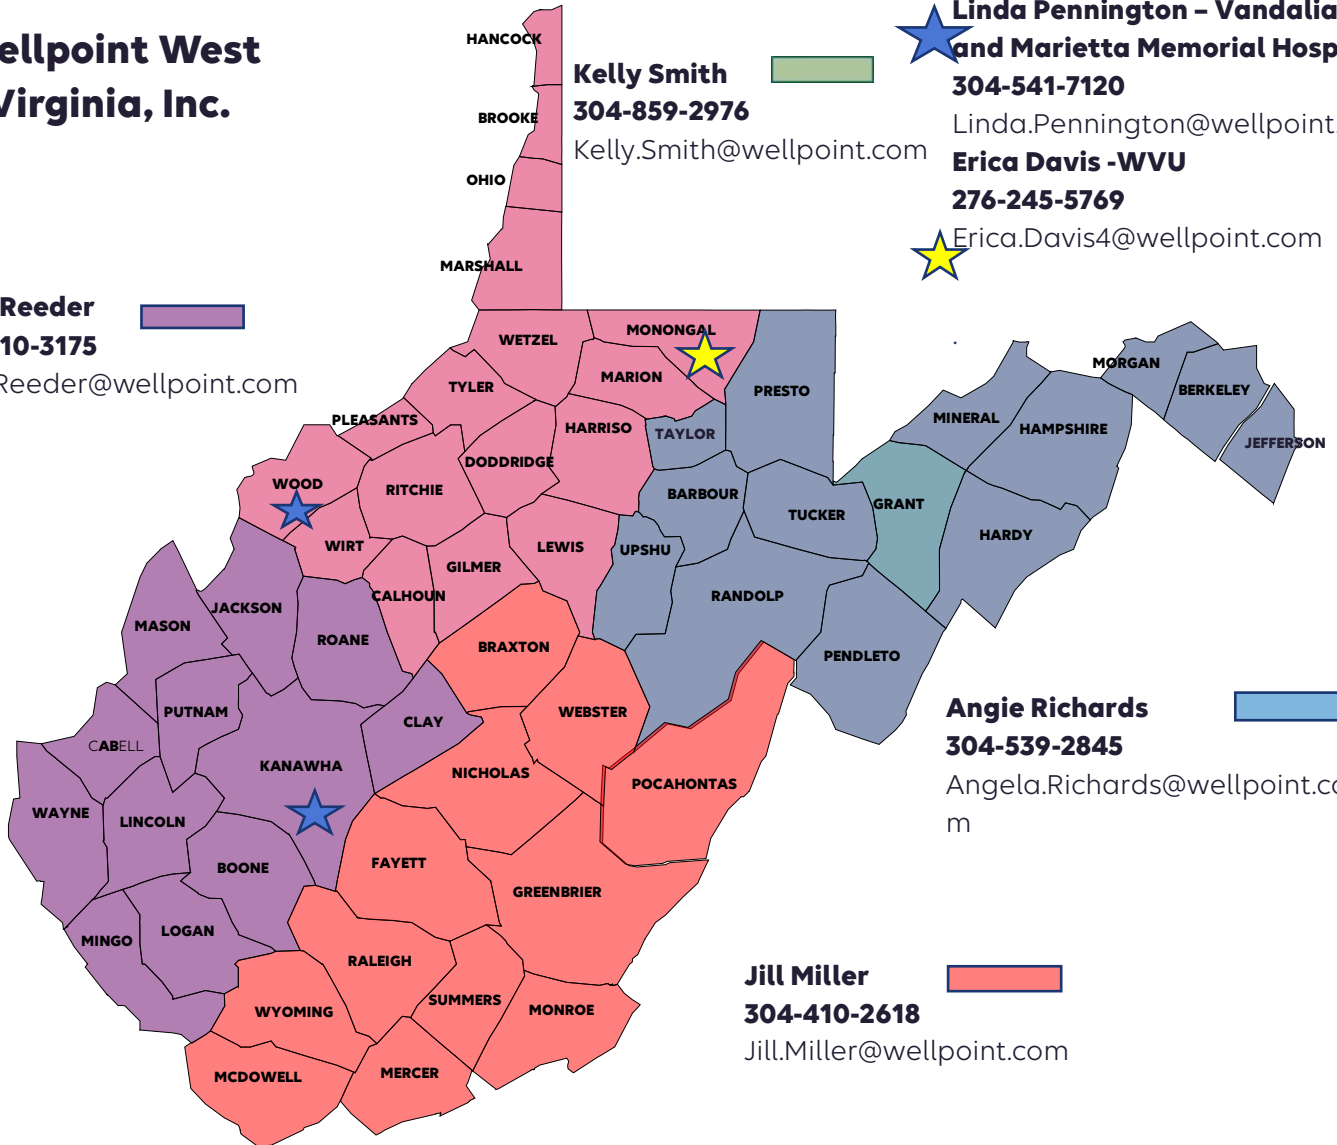 ellpoint West
Virginia, Inc.
Kelly Smith
304-859-2976
Kelly.Smith@wellpoint.com
Linda Pennington – Vandalia
and Marietta Memorial Hosp
304-541-7120
Linda.Pennington@wellpoint.
Erica Davis -WVU
276-245-5769
Erica.Davis4@wellpoint.com
Reeder
10-3175
Reeder@wellpoint.com
HANCOCK
BROOKE
OHIO
MARSHALL
WETZEL
MONONGAL
MARION
TYLER
PRESTO
PLEASANTS
HARRISO
TAYLOR
DODDRIDGE
WOOD
RITCHIE
BARBOUR
TUCKER
GRANT
MINERAL
HAMPSHIRE
MORGAN
BERKELEY
JEFFERSON
HARDY
WIRT
LEWIS
UPSHU
GILMER
CALHOUN
RANDOLP
JACKSON
MASON
ROANE
BRAXTON
PENDLETO
PUTNAM
CLAY
WEBSTER
CABELL
KANAWHA
NICHOLAS
POCAHONTAS
WAYNE
LINCOLN
BOONE
FAYETT
GREENBRIER
LOGAN
MINGO
RALEIGH
SUMMERS
MONROE
WYOMING
MCDOWELL
MERCER
Angie Richards
304-539-2845
Angela.Richards@wellpoint.co
m
Jill Miller
304-410-2618
Jill.Miller@wellpoint.com